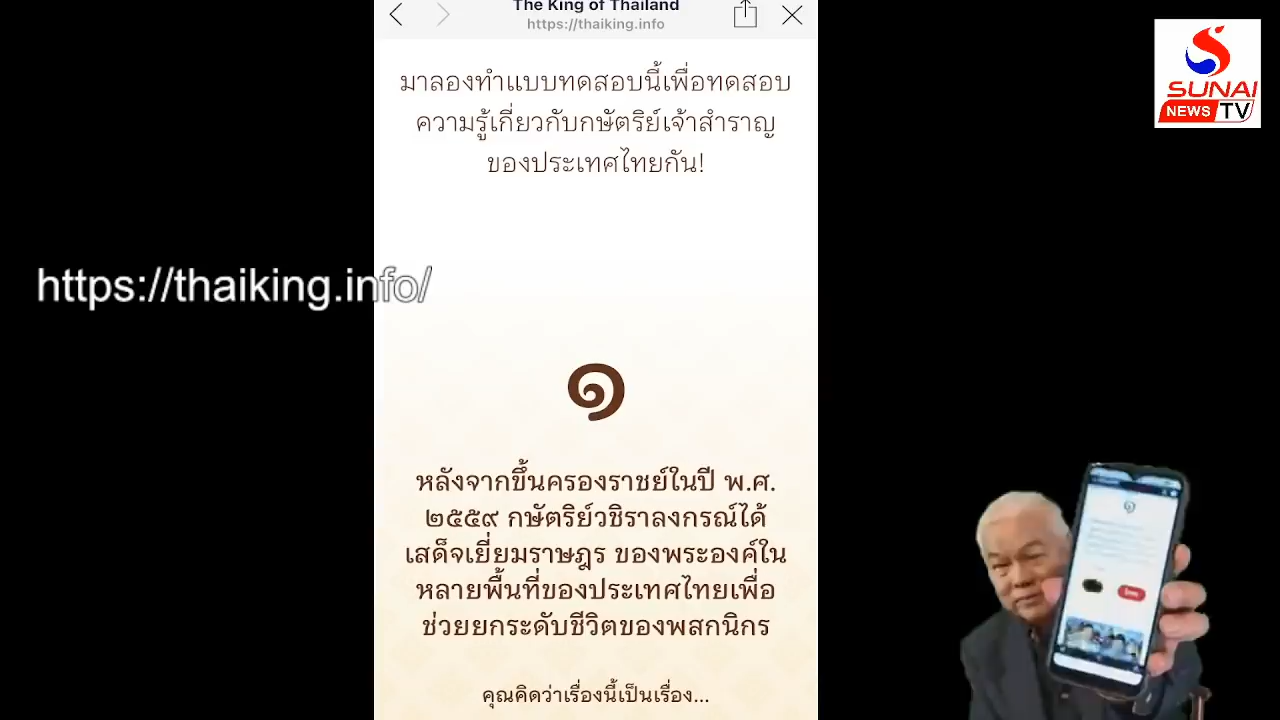 The King of Thailand
https://thaiking.info
SUNAI
NEWS TV
มาลองทำแบบทดสอบนี้เพื่อทดสอบ
ความรู้เกี่ยวกับกษัตริย์เจ้าสำราญ
ของประเทศไทยกัน!
https://thaiking.info/
๑
หลังจากขึ้นครองราชย์ในปี พ.ศ.
๒๕๕๙ กษัตริย์วชิราลงกรณ์ได้
เสด็จเยี่ยมราษฎร ของพระองค์ใน
หลายพื้นที่ของประเทศไทยเพื่อ
ช่วยยกระดับชีวิตของพสกนิกร
คุณคิดว่าเรื่องนี้เป็นเรื่อง...
๑